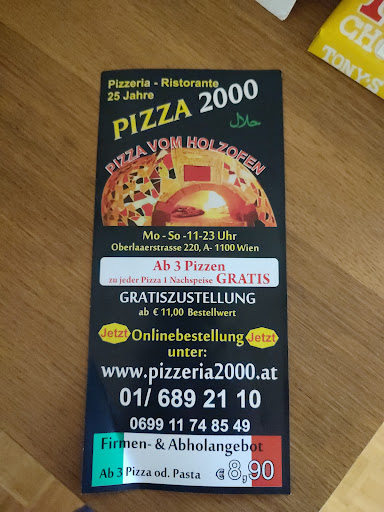 Pizzeria - Ristorante
25 Jahre
PIZZA 2000
حلال
PIZZA VOM HOLZOFEN
Mo - So -11-23 Uhr
Oberlaaerstrasse 220, A- 1100 Wien
Ab 3 Pizzen
zu jeder Pizza 1 Nachspeise GRATIS
GRATISZUSTELLUNG
ab € 11,00 Bestellwert
Jetzt Onlinebestellung Jetzt
unter:
www.pizzeria2000.at
01/ 689 21 10
0699 11 74 85 49
Firmen- & Abholangebot
Ab 3 Pizza od. Pasta € 8,90
TONY'S